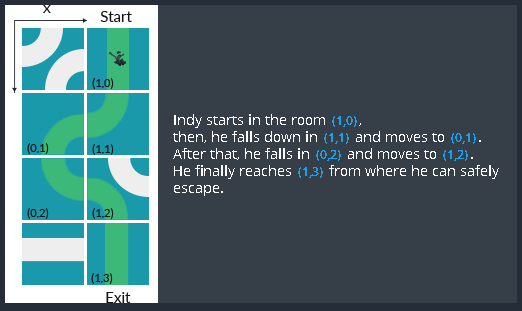 X
Start
(1,0)
(0,1)
(1,1)
(0,2)
(1,2)
(1,3)
Exit
Indy starts in the room (1,0),
then, he falls down in (1,1) and moves to (0,1).
After that, he falls in (0,2) and moves to (1,2).
He finally reaches (1,3) from where he can safely
escape.